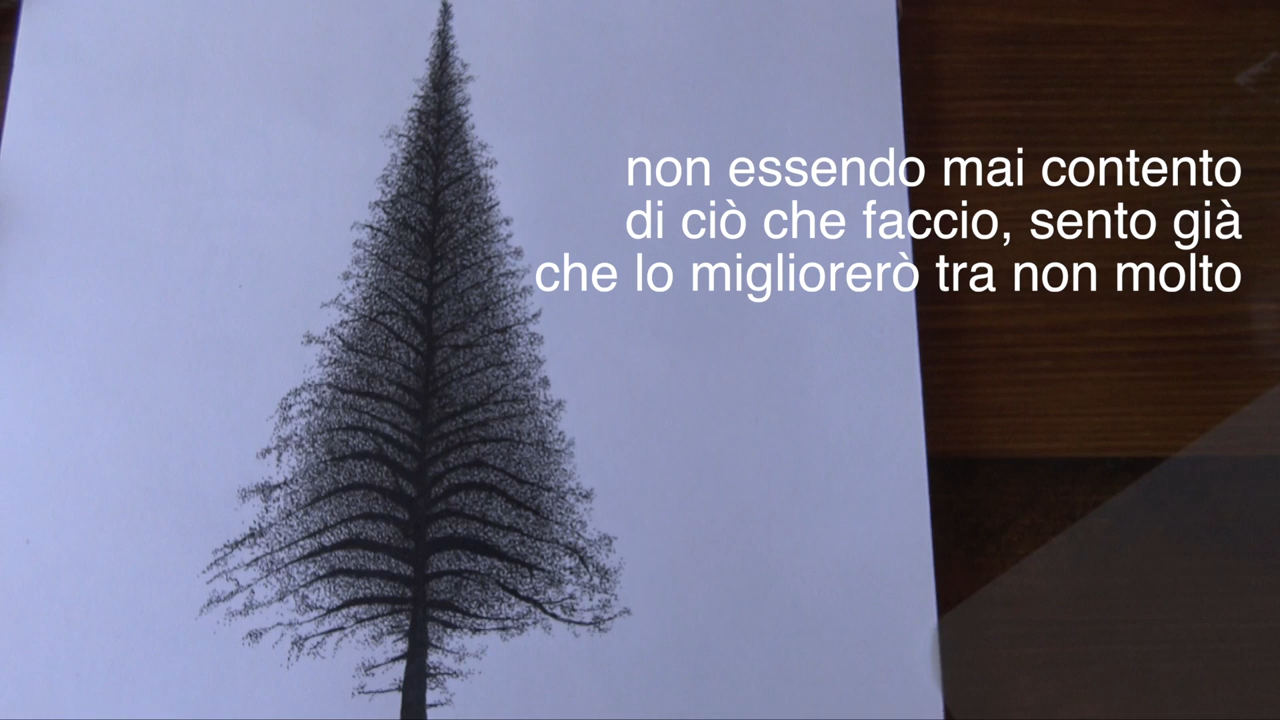 non essendo mai contento
di ciò che faccio, sento già
che lo migliorerò tra non molto